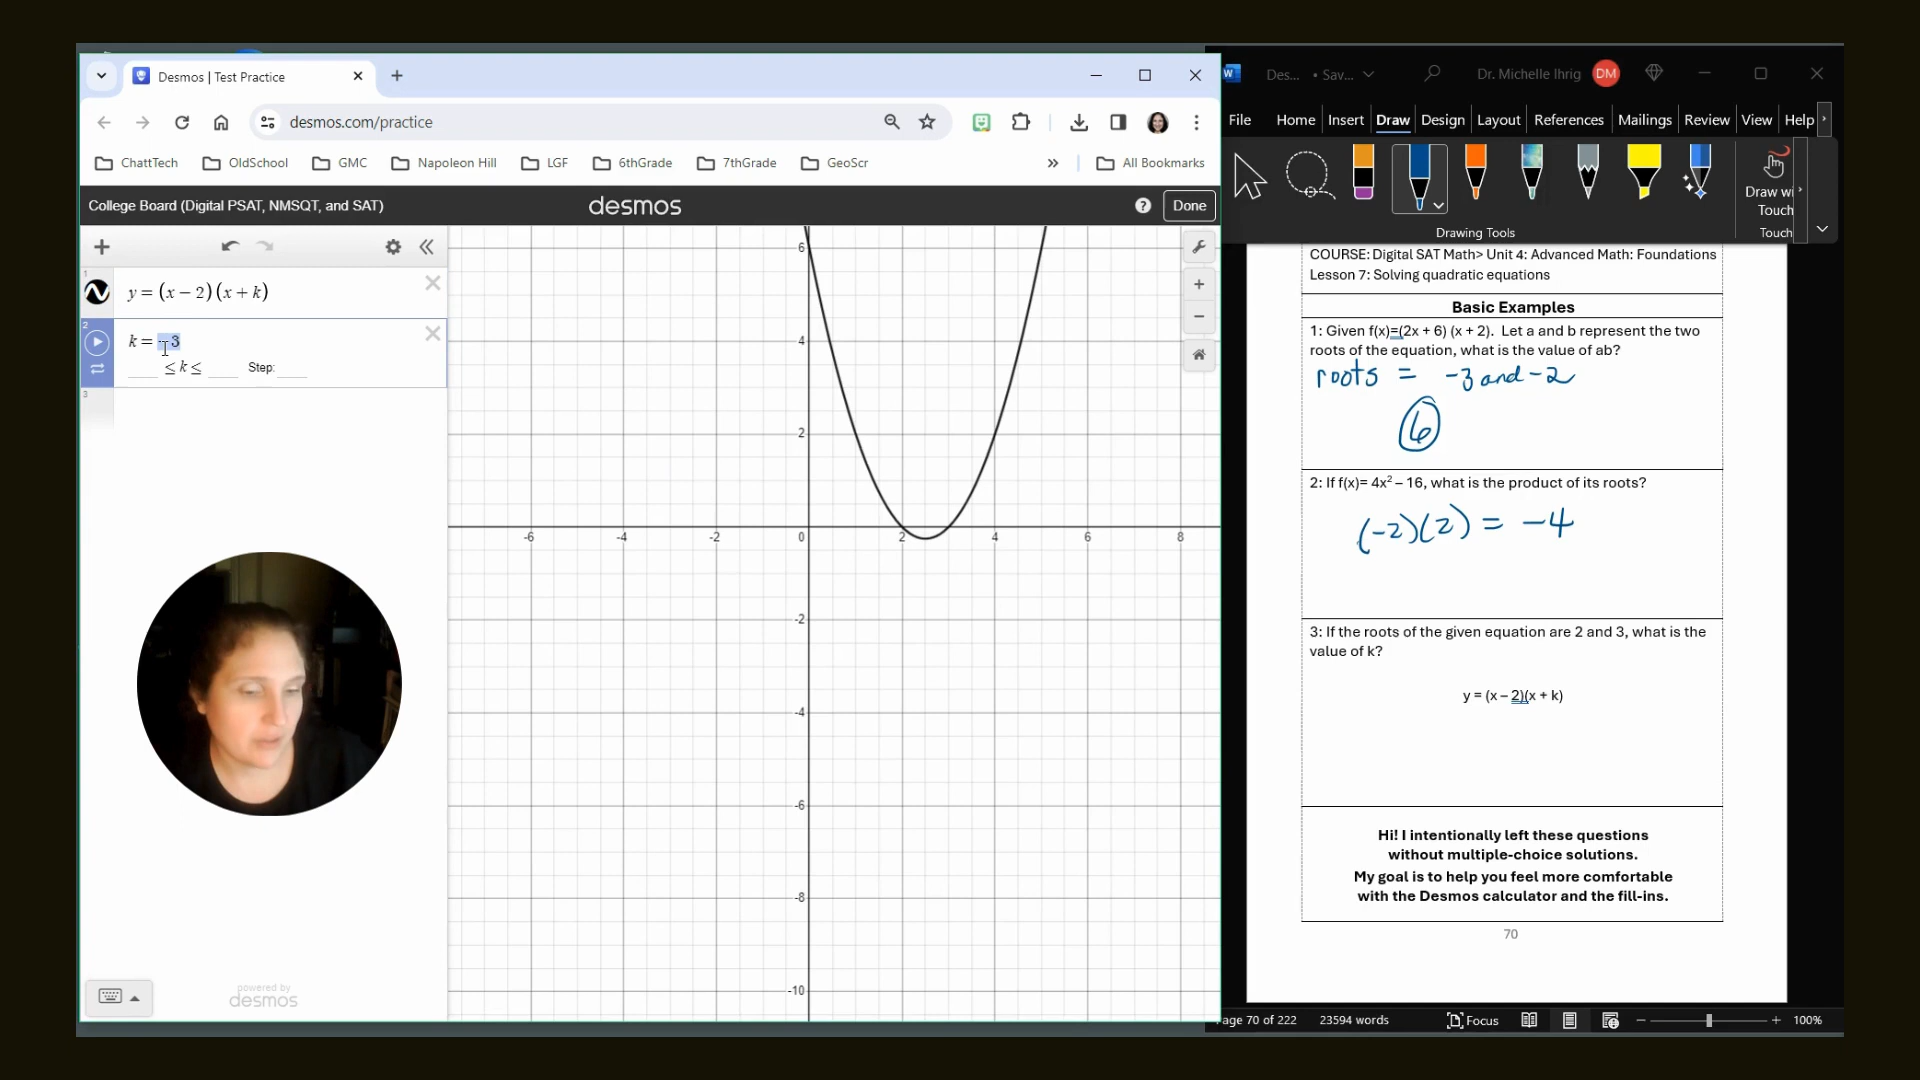 Desmos | Test Practice
desmos.com/practice
ChattTech
OldSchool
GMC
Napoleon Hill
LGF
6thGrade
7thGrade
GeoScr
All Bookmarks
College Board (Digital PSAT, NMSQT, and SAT)
desmos
Done
1
y = (x − 2)(x + k)
2
k = −3
≤ k ≤
Step:
3
6
4
2
-6
-4
-2
0
2
4
6
8
-2
-4
-6
-8
-10
powered by
desmos
Des... • Sav...
Dr. Michelle Ihrig
DM
File Home Insert Draw Design Layout References Mailings Review View Help
Draw wi
Touch
Drawing Tools
Touch
COURSE: Digital SAT Math> Unit 4: Advanced Math: Foundations
Lesson 7: Solving quadratic equations
Basic Examples
1: Given f(x)=(2x + 6) (x + 2). Let a and b represent the two
roots of the equation, what is the value of ab?
roots = -3 and -2
6
2: If f(x)= 4x² – 16, what is the product of its roots?
(-2)(2) = -4
3: If the roots of the given equation are 2 and 3, what is the
value of k?
y = (x – 2)(x + k)
Hi! I intentionally left these questions
without multiple-choice solutions.
My goal is to help you feel more comfortable
with the Desmos calculator and the fill-ins.
70
age 70 of 222
23594 words
Focus
100%